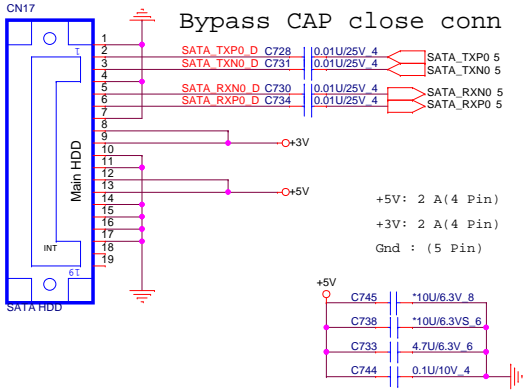 CN17
Bypass CAP close conn
1
1
2
SATA_TXP0_D C728 0.01U/25V_4 SATA_TXP0 5
3
SATA_TXN0_D C731 0.01U/25V_4 SATA_TXN0 5
4
5
SATA_RXN0_D C730 0.01U/25V_4 SATA_RXN0 5
6
SATA_RXP0_D C734 0.01U/25V_4 SATA_RXP0 5
7
8
9
+3V
10
11
12
13
+5V
14
15
16
17
18
19
Main HDD
INT
19
SATA HDD
+5V: 2 A(4 Pin)
+3V: 2 A(4 Pin)
Gnd : (5 Pin)
+5V
C745 *10U/6.3V_8
C738 *10U/6.3VS_6
C733 4.7U/6.3V_6
C744 0.1U/10V_4